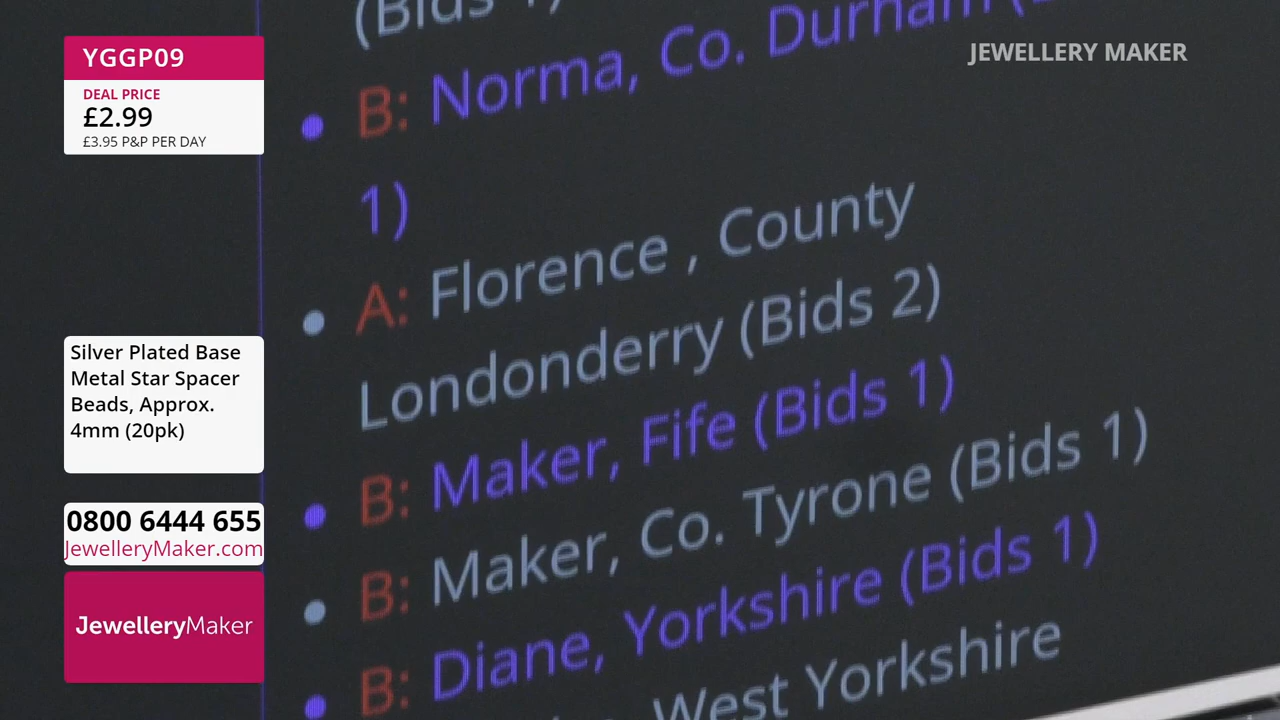 YGGP09
DEAL PRICE
£2.99
£3.95 P&P PER DAY
Silver Plated Base
Metal Star Spacer
Beads, Approx.
4mm (20pk)
0800 6444 655
JewelleryMaker.com
JewelleryMaker
JEWELLERY MAKER
(Bids 1)
B: Norma, Co. Durham
1)
A: Florence , County
Londonderry (Bids 2)
B: Maker, Fife (Bids 1)
B: Maker, Co. Tyrone (Bids 1)
B: Diane, Yorkshire (Bids 1)
West Yorkshire